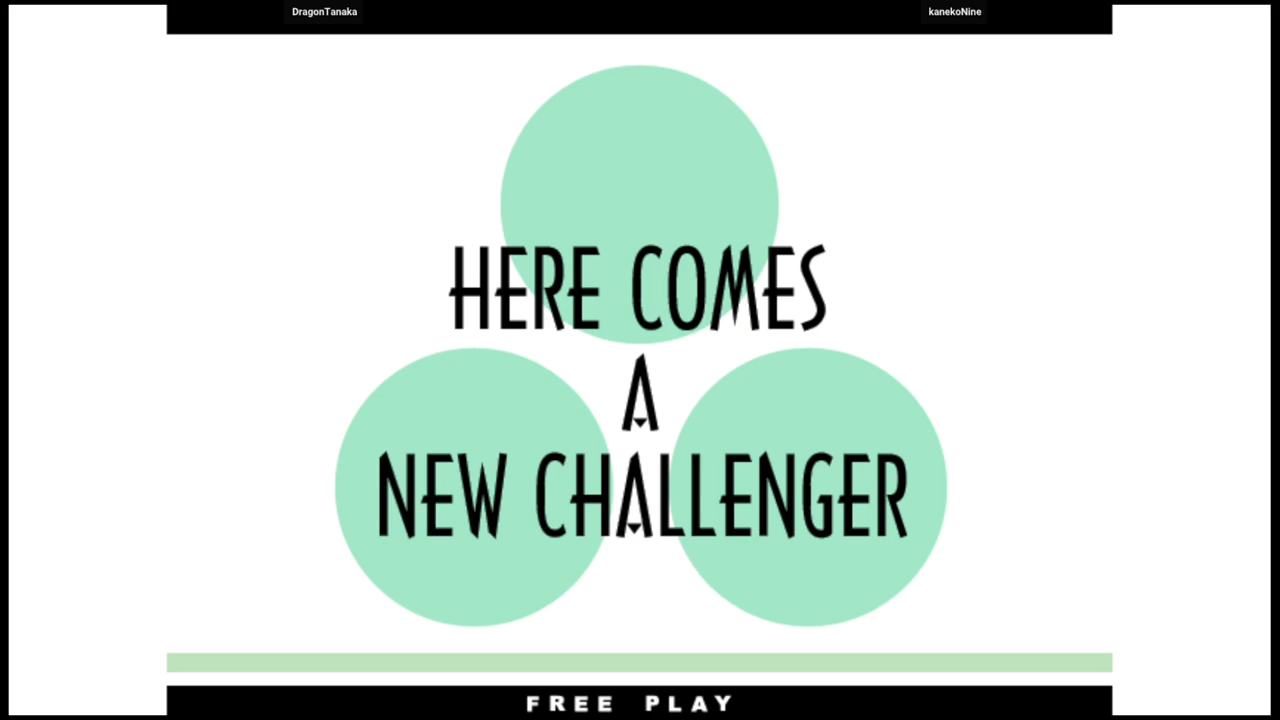 DragonTanaka
kanekoNine
HERE COMES
A
NEW CHALLENGER
FREE PLAY